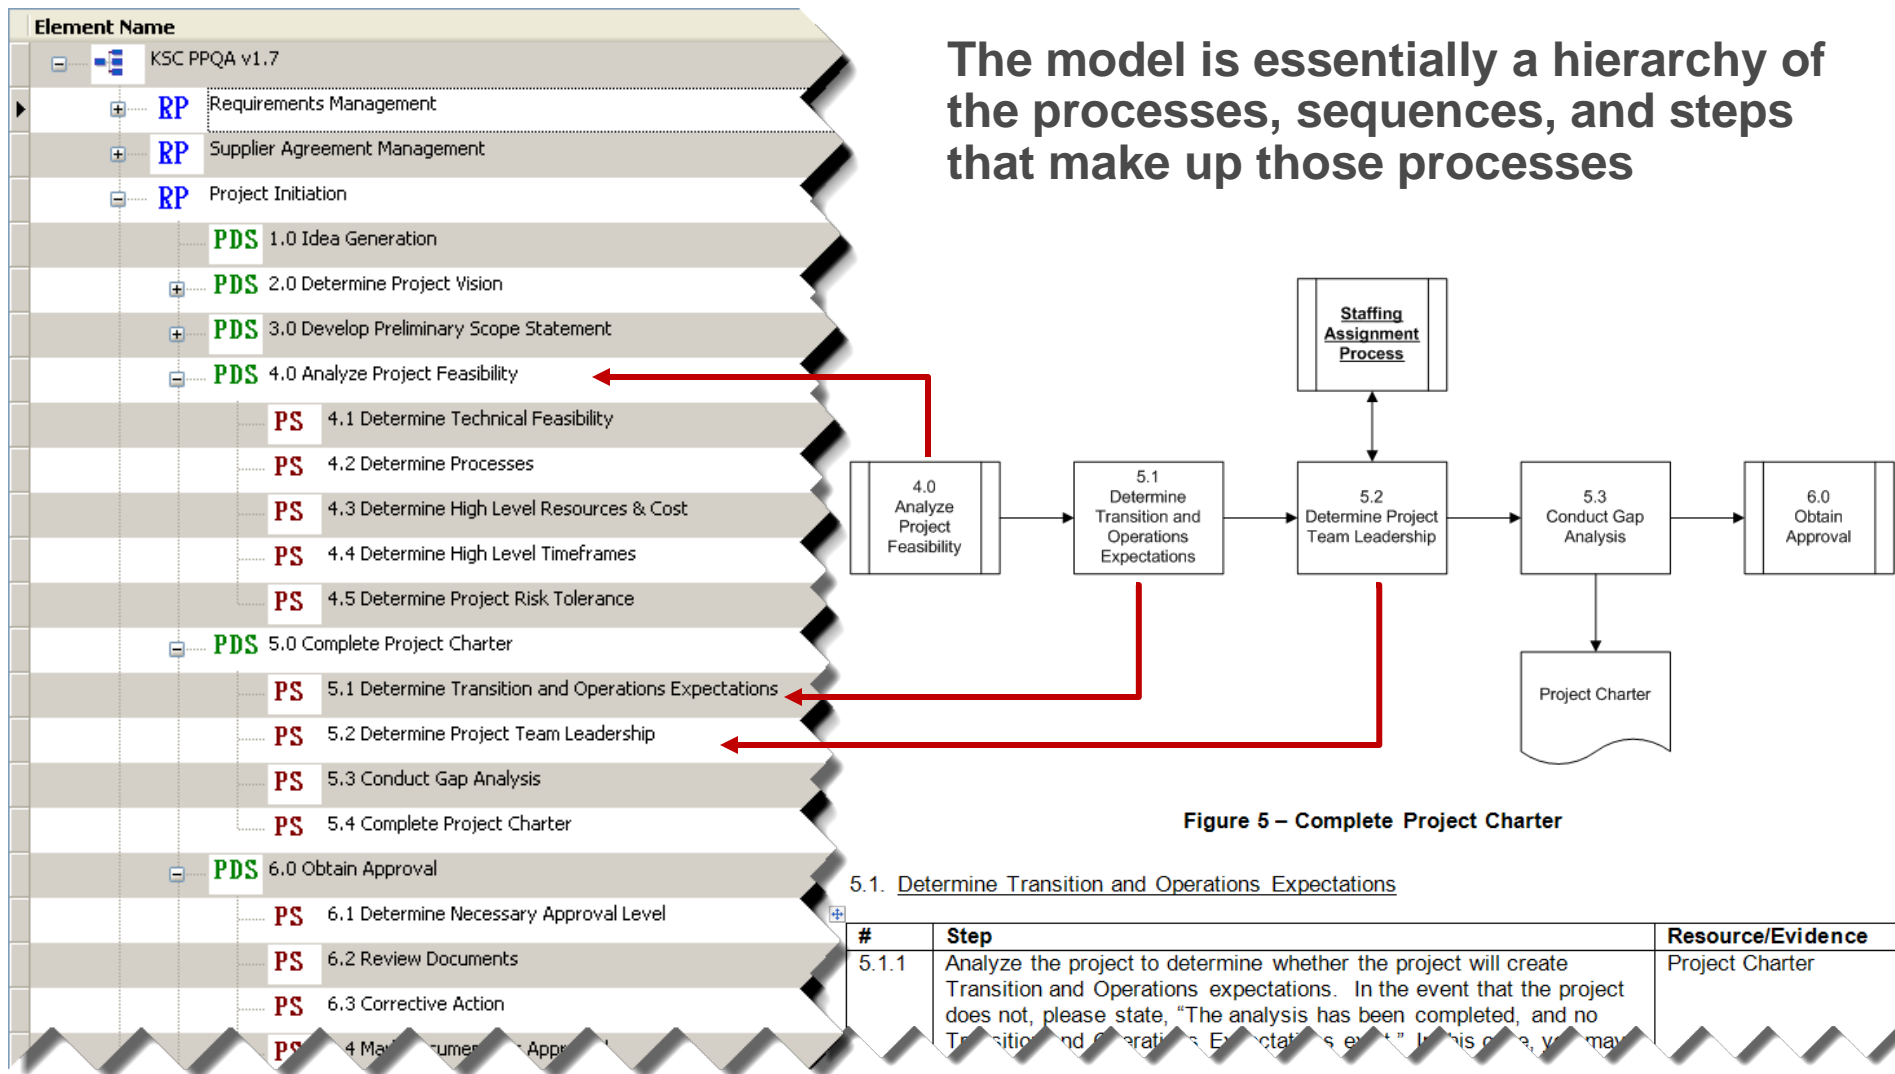 Element Name
KSC PPQA v1.7
RP Requirements Management
RP Supplier Agreement Management
RP Project Initiation
PDS 1.0 Idea Generation
PDS 2.0 Determine Project Vision
PDS 3.0 Develop Preliminary Scope Statement
PDS 4.0 Analyze Project Feasibility
PS 4.1 Determine Technical Feasibility
PS 4.2 Determine Processes
PS 4.3 Determine High Level Resources & Cost
PS 4.4 Determine High Level Timeframes
PS 4.5 Determine Project Risk Tolerance
PDS 5.0 Complete Project Charter
PS 5.1 Determine Transition and Operations Expectations
PS 5.2 Determine Project Team Leadership
PS 5.3 Conduct Gap Analysis
PS 5.4 Complete Project Charter
PDS 6.0 Obtain Approval
PS 6.1 Determine Necessary Approval Level
PS 6.2 Review Documents
PS 6.3 Corrective Action
PS
The model is essentially a hierarchy of
the processes, sequences, and steps
that make up those processes
Staffing
Assignment
Process
4.0
Analyze
Project
Feasibility
5.1
Determine
Transition and
Operations
Expectations
5.2
Determine Project
Team Leadership
5.3
Conduct Gap
Analysis
6.0
Obtain
Approval
Project Charter
Figure 5 – Complete Project Charter
5.1. Determine Transition and Operations Expectations
# Step Resource/Evidence
5.1.1 Analyze the project to determine whether the project will create Project Charter
Transition and Operations expectations. In the event that the project
does not, please state, “The analysis has been completed, and no